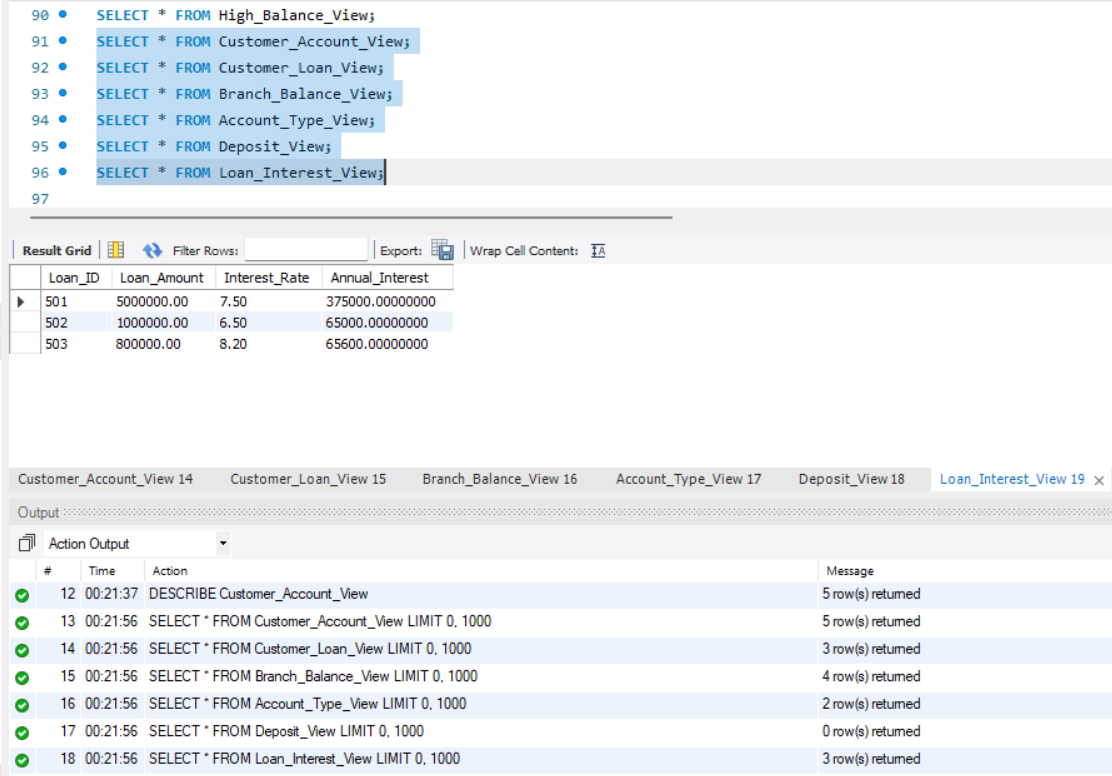 90 SELECT * FROM High_Balance_View;
91 SELECT * FROM Customer_Account_View;
92 SELECT * FROM Customer_Loan_View;
93 SELECT * FROM Branch_Balance_View;
94 SELECT * FROM Account_Type_View;
95 SELECT * FROM Deposit_View;
96 SELECT * FROM Loan_Interest_View;
97
Result Grid Filter Rows: Export: Wrap Cell Content: IA
Loan_ID Loan_Amount Interest_Rate Annual_Interest
501 5000000.00 7.50 375000.00000000
502 1000000.00 6.50 65000.00000000
503 800000.00 8.20 65600.00000000
Customer_Account_View 14 Customer_Loan_View 15 Branch_Balance_View 16 Account_Type_View 17 Deposit_View 18 Loan_Interest_View 19
Output
Action Output
# Time Action Message
12 00:21:37 DESCRIBE Customer_Account_View 5 row(s) returned
13 00:21:56 SELECT * FROM Customer_Account_View LIMIT 0, 1000 5 row(s) returned
14 00:21:56 SELECT * FROM Customer_Loan_View LIMIT 0, 1000 3 row(s) returned
15 00:21:56 SELECT * FROM Branch_Balance_View LIMIT 0, 1000 4 row(s) returned
16 00:21:56 SELECT * FROM Account_Type_View LIMIT 0, 1000 2 row(s) returned
17 00:21:56 SELECT * FROM Deposit_View LIMIT 0, 1000 0 row(s) returned
18 00:21:56 SELECT * FROM Loan_Interest_View LIMIT 0, 1000 3 row(s) returned